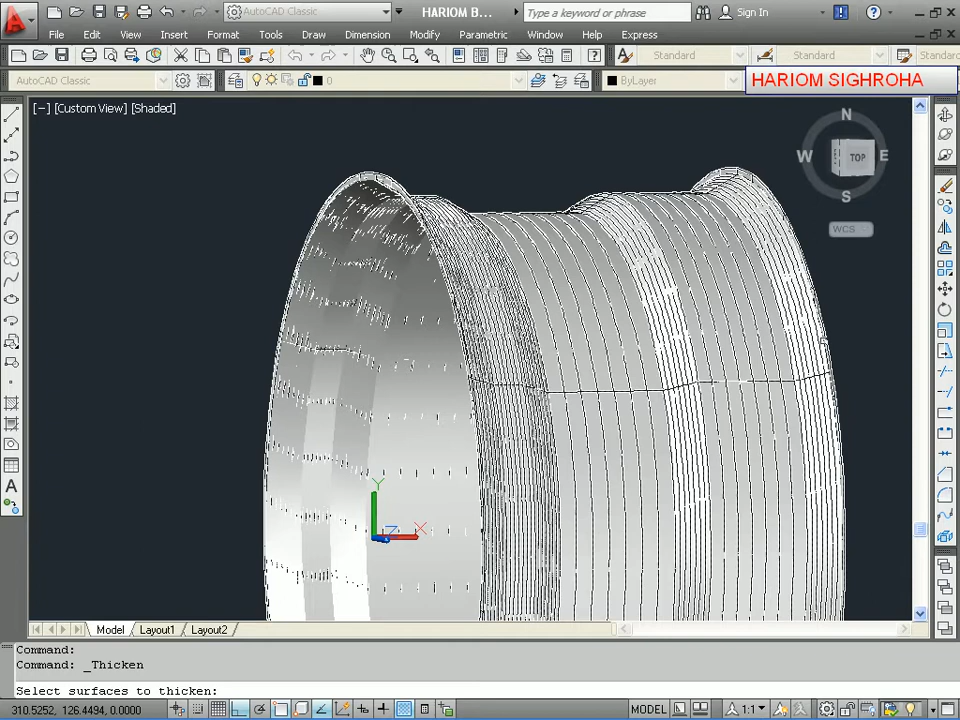 AutoCAD Classic
HARIOM B...
Type a keyword or phrase
Sign In
File Edit View Insert Format Tools Draw Dimension Modify Parametric Window Help Express
Standard Standard Standard
AutoCAD Classic 0 ByLayer HARIOM SIGHROHA
[−] [Custom View] [Shaded]
N
W TOP E
S
WCS
Y
Z X
Model Layout1 Layout2
Command:
Command: _Thicken
Select surfaces to thicken:
310.5252, 126.4494, 0.0000 MODEL 1:1